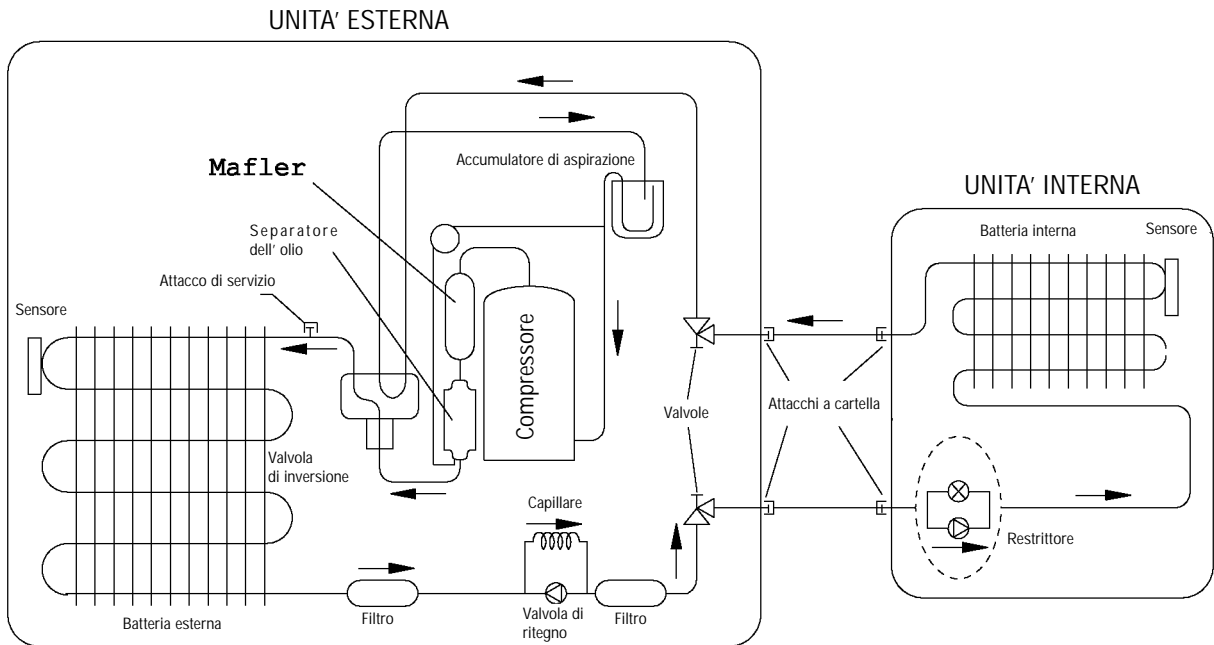 UNITA' ESTERNA
Mafler
Accumulatore di aspirazione
UNITA' INTERNA
Separatore
dell' olio
Batteria interna
Sensore
Attacco di servizio
Sensore
Compressore
Valvole
Attacchi a cartella
Valvola
di inversione
Capillare
Restrittore
Batteria esterna
Filtro
Valvola di
ritegno
Filtro